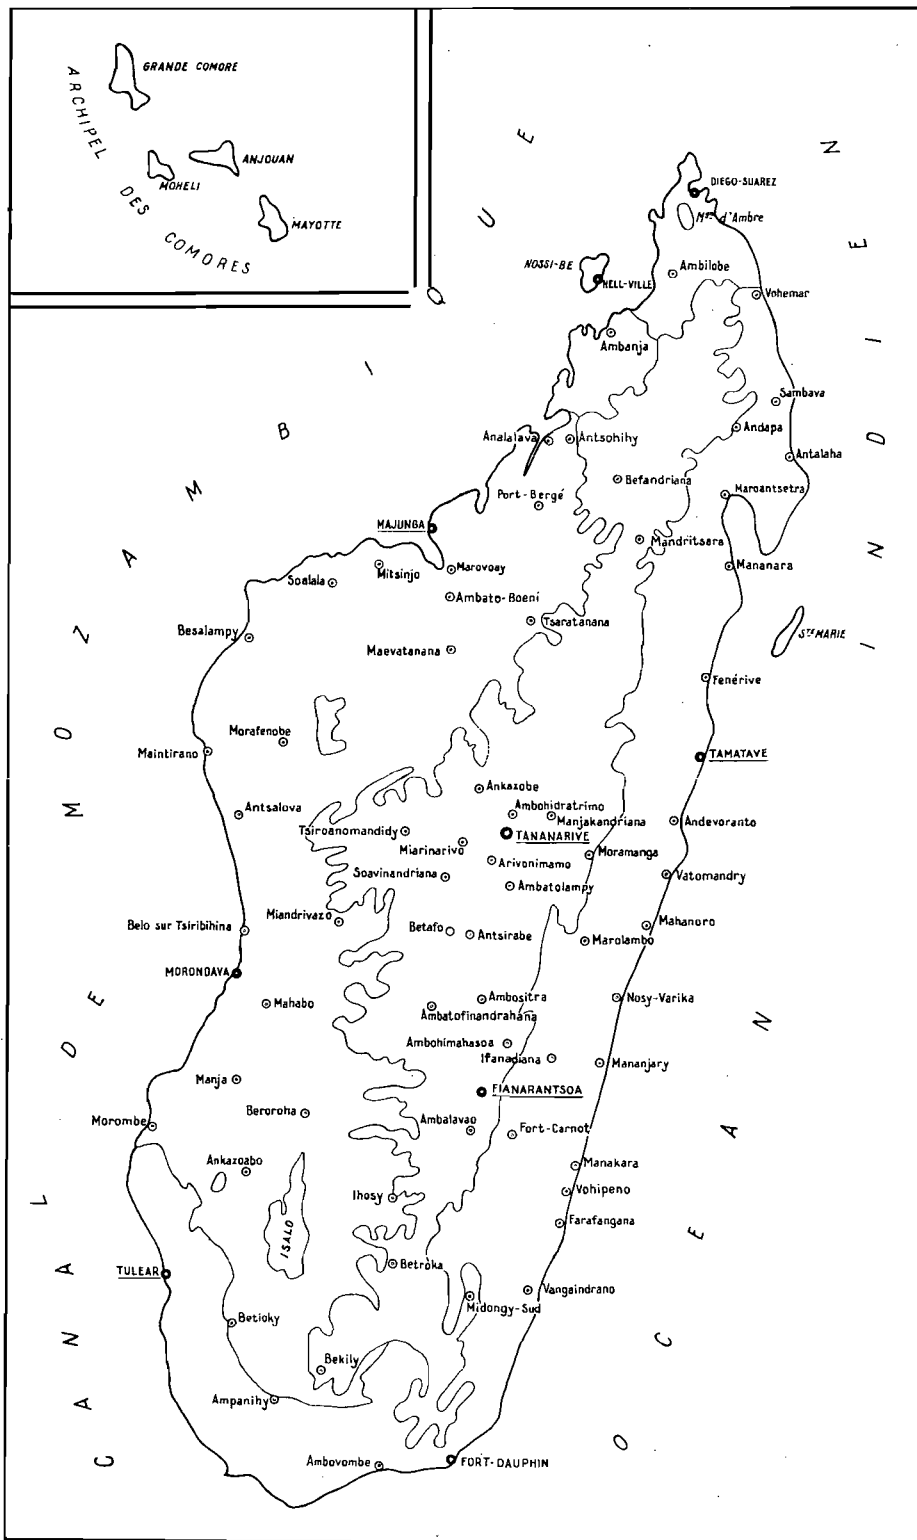 GRANDE COMORE
ARCHIPEL DES COMORES
ANJOUAN
MOHELI
MAYOTTE
CANAL DE MOZAMBIQUE
OCEAN INDIEN
DIEGO-SUAREZ
d'Ambre
NOSSI-BE
HELL-VILLE
Ambilobe
Vohemar
Ambanja
Sambava
Andapa
Analalava
Antsohihy
Antalaha
Befandriana
Maroantsetra
Port-Bergé
MAJUNGA
Mandritsara
Mananara
Mitsinjo
Marovoay
Soalala
Ambato-Boeni
Tsaratanana
STE MARIE
Besalampy
Maevatanana
Fenérive
Morafenobe
Maintirano
TAMATAVE
Ankazobe
Antsalova
Ambohidratrimo
Manjakandriana
Andevoranto
Tsiroanomandidy
TANANARIVE
Miarinarivo
Moramanga
Arivonimamo
Soavinandriana
Vatomandry
Ambatolampy
Miandrivazo
Belo sur Tsiribihina
Betafo
Antsirabe
Mahanoro
Marolambo
MORONDAVA
Mahabo
Ambositra
Nosy-Varika
Ambatofinandrahana
Ambohimahasoa
Ifanadiana
Mananjary
Manja
FIANARANTSOA
Beroroha
Morombe
Ambalavao
Fort-Carnot
Ankazoabo
Manakara
Ihosy
Vohipeno
ISALO
Farafangana
TULEAR
Betroka
Vangaindrano
Midongy-Sud
Betioky
Bekily
Ampanihy
Ambovombe
FORT-DAUPHIN